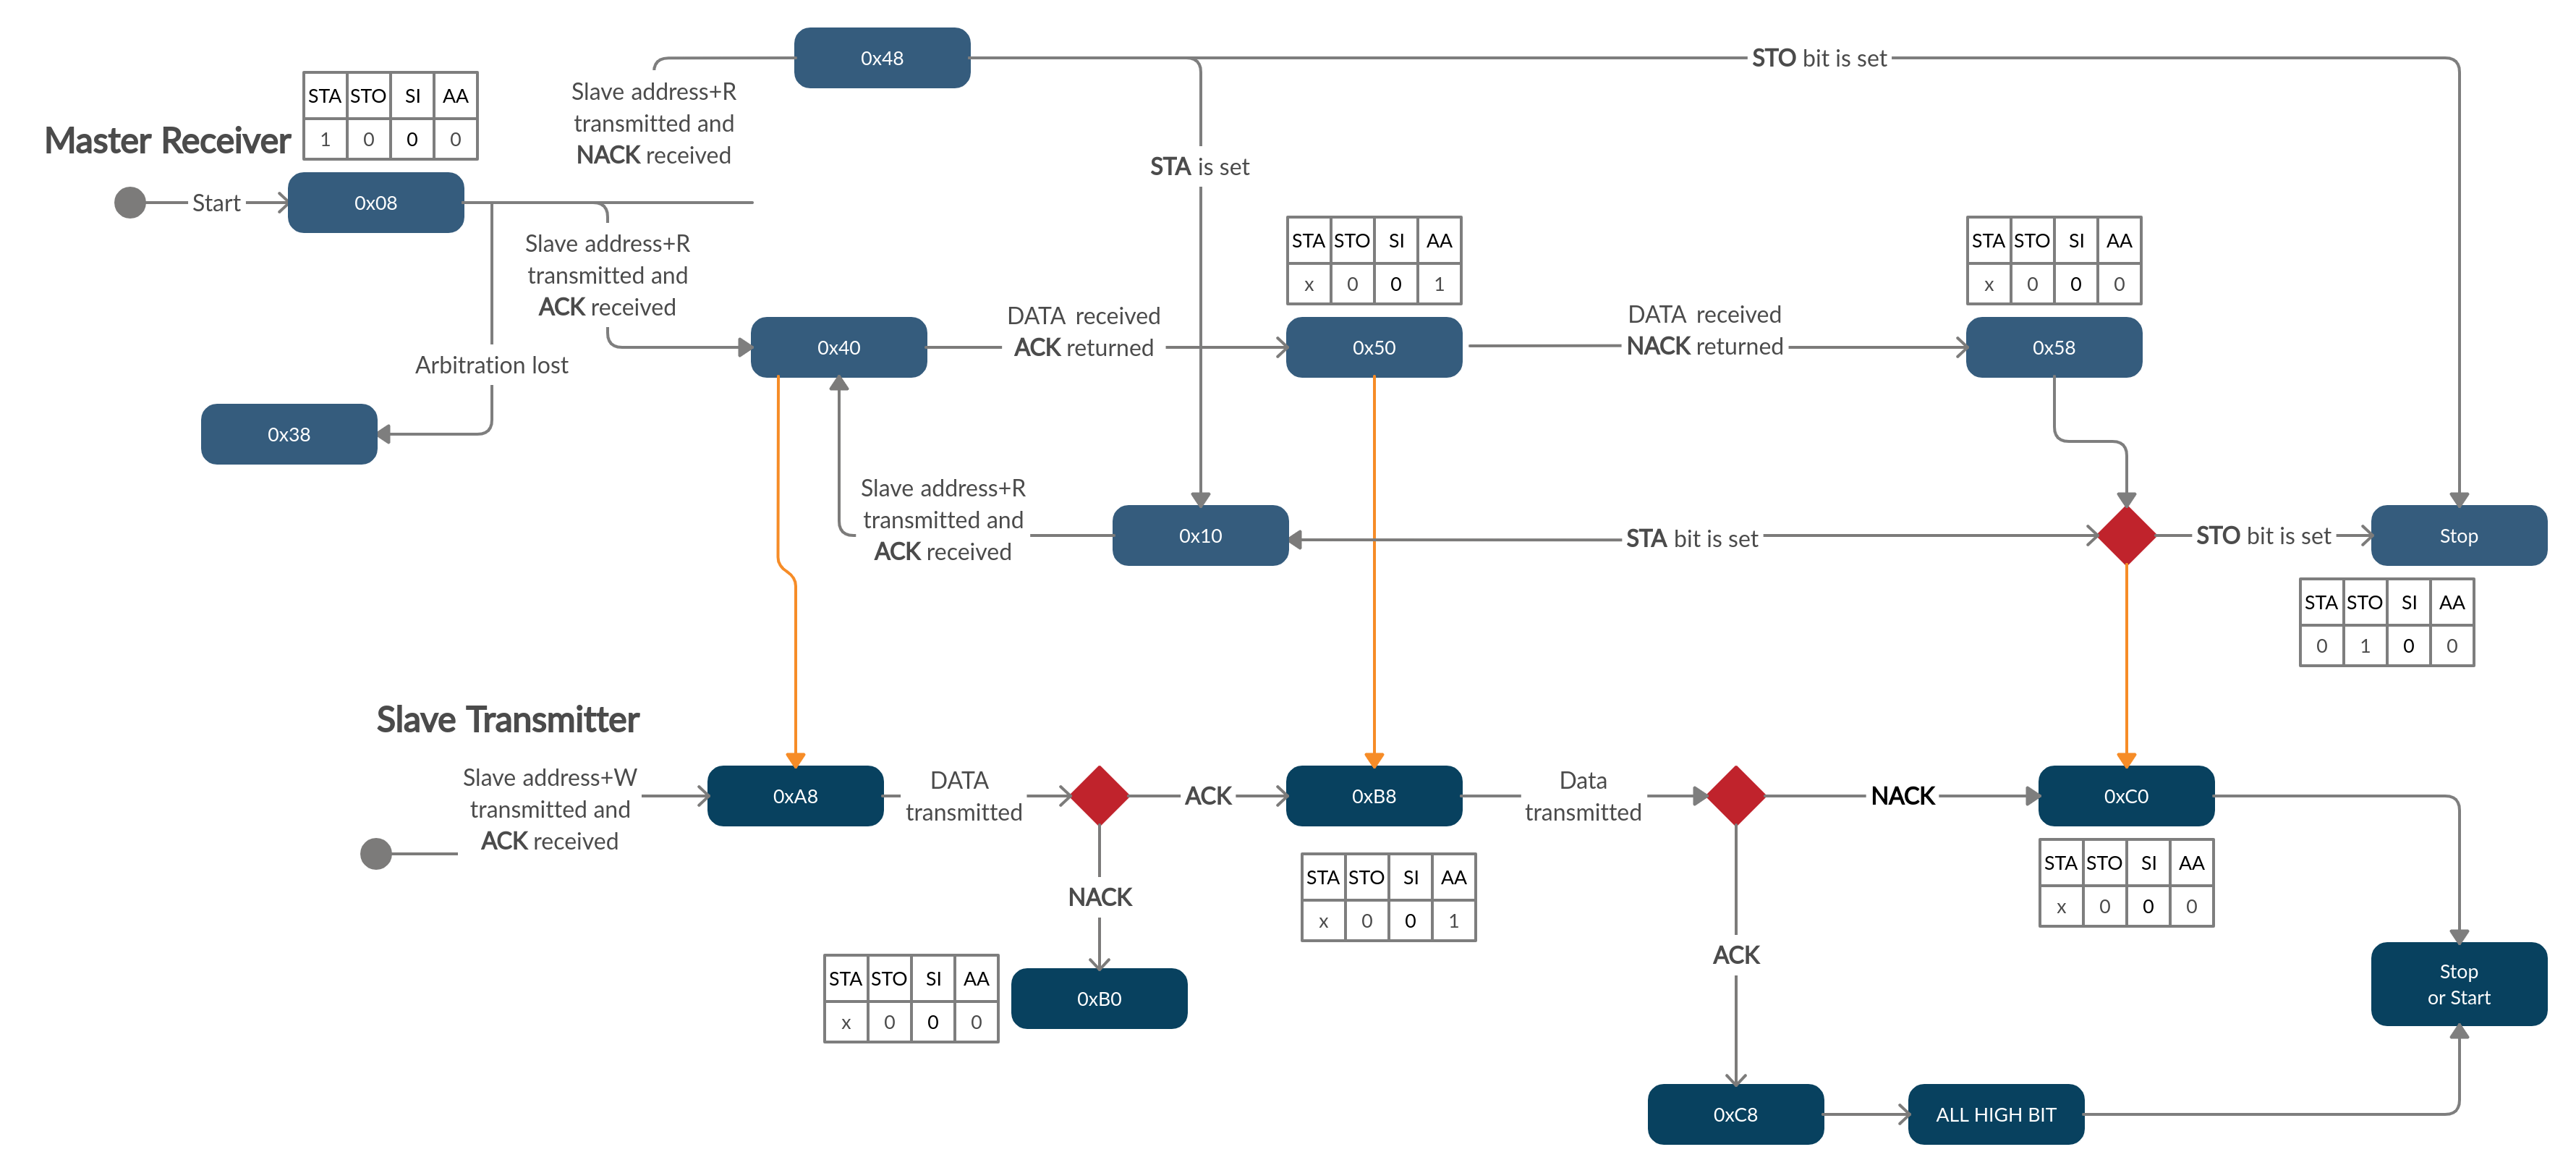 0x48
STO bit is set
STA STO SI AA
1 0 0 0
Master Receiver
Slave address+R
transmitted and
NACK received
STA is set
Start
0x08
Slave address+R
transmitted and
ACK received
STA STO SI AA
x 0 0 1
STA STO SI AA
x 0 0 0
Arbitration lost
0x40
DATA received
ACK returned
0x50
DATA received
NACK returned
0x58
0x38
Slave address+R
transmitted and
ACK received
0x10
STA bit is set
STO bit is set
Stop
STA STO SI AA
0 1 0 0
Slave Transmitter
Slave address+W
transmitted and
ACK received
0xA8
DATA
transmitted
ACK
0xB8
Data
transmitted
NACK
0xC0
STA STO SI AA
x 0 0 1
STA STO SI AA
x 0 0 0
NACK
ACK
STA STO SI AA
x 0 0 0
0xB0
Stop
or Start
0xC8
ALL HIGH BIT